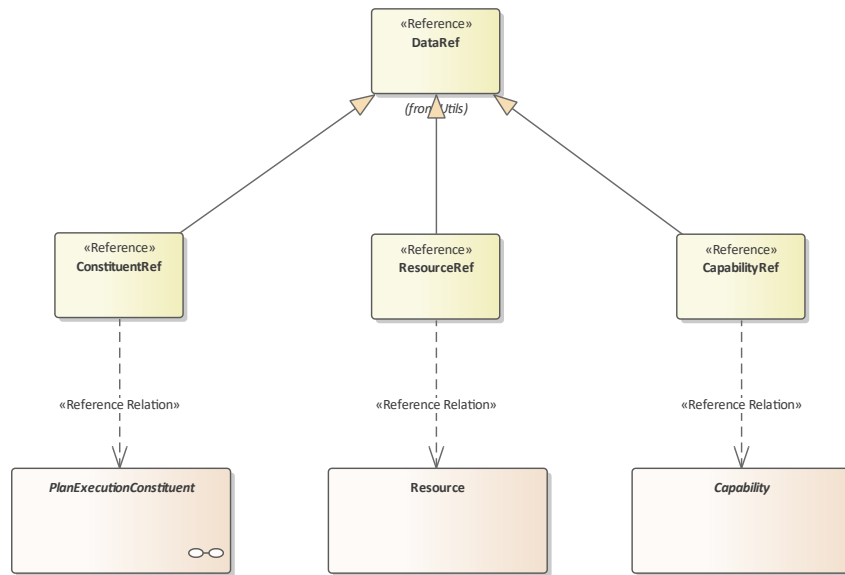 «Reference»
DataRef
(from Utils)
«Reference»
ConstituentRef
«Reference»
ResourceRef
«Reference»
CapabilityRef
«Reference Relation»
«Reference Relation»
«Reference Relation»
PlanExecutionConstituent
Resource
Capability